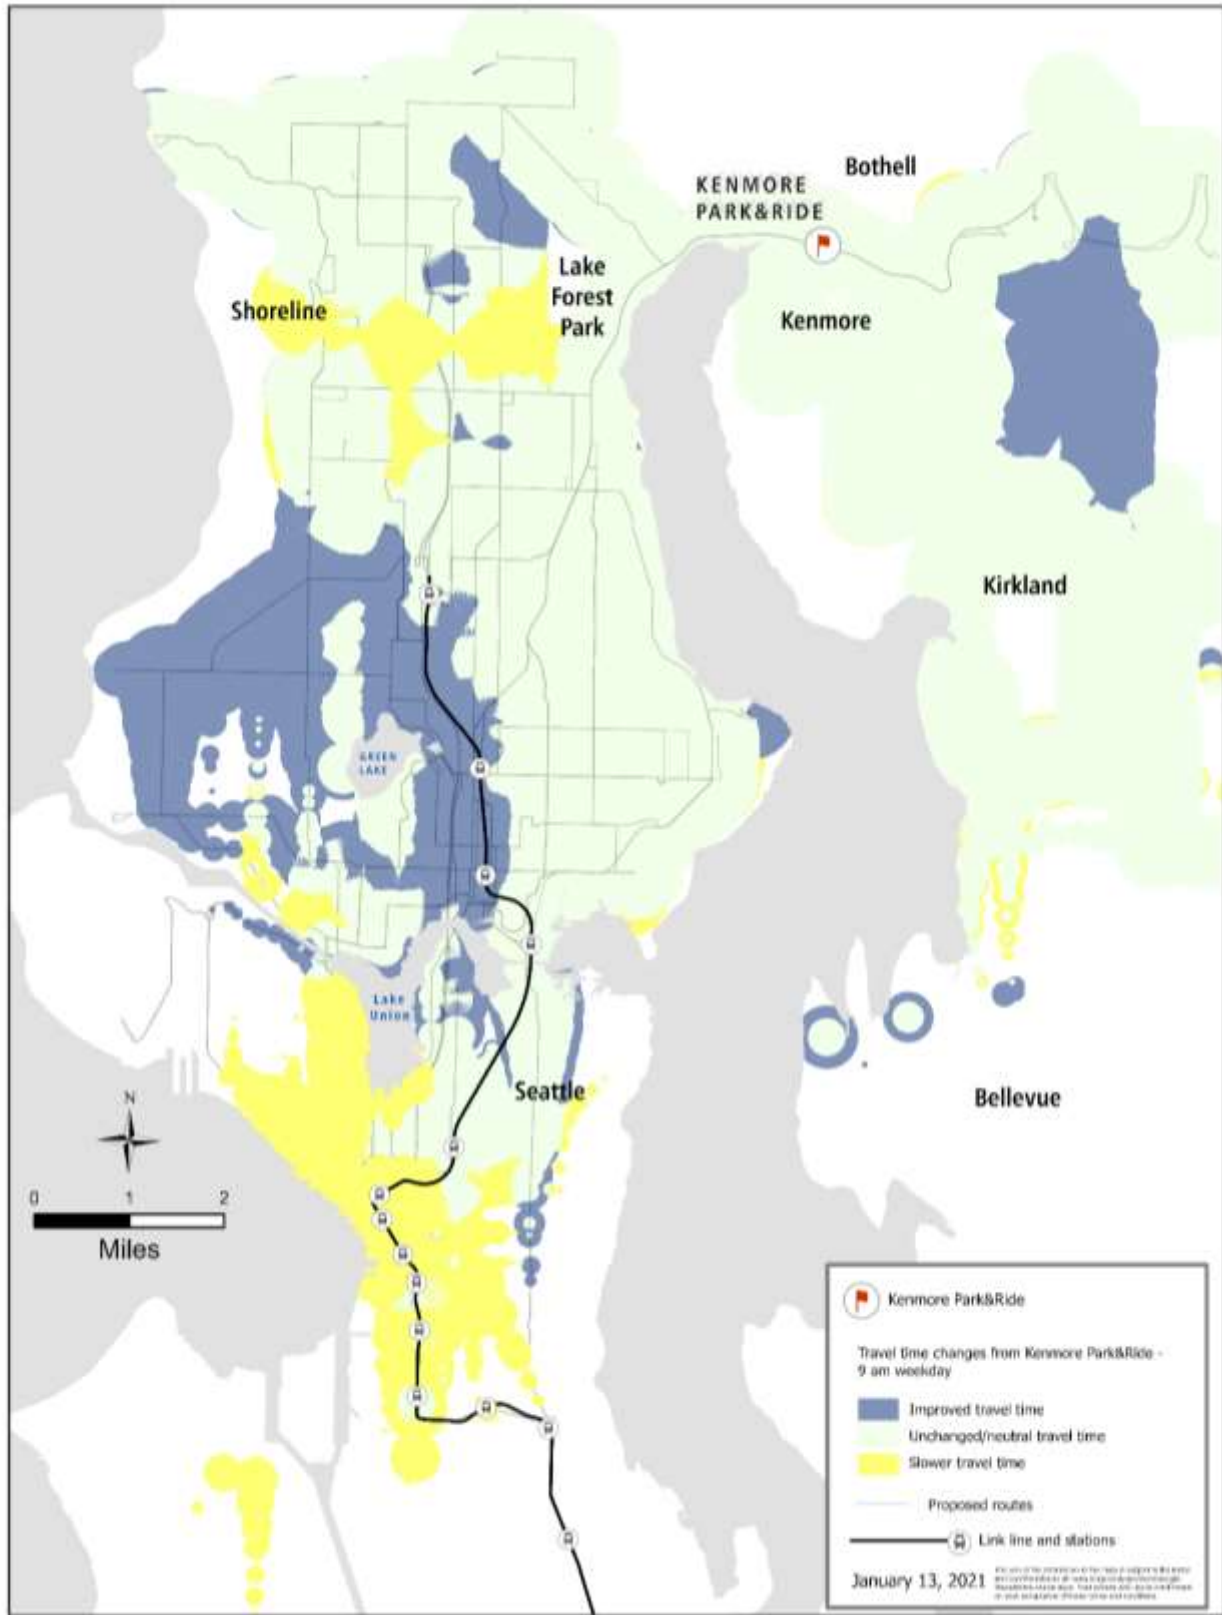 Bothell
KENMORE
PARK&RIDE
Lake
Forest
Park
Shoreline
Kenmore
Kirkland
GREEN
LAKE
Lake
Union
Seattle
Bellevue
N
0 1 2
Miles
Kenmore Park&Ride
Travel time changes from Kenmore Park&Ride -
9 am weekday
Improved travel time
Unchanged/neutral travel time
Slower travel time
Proposed routes
Link line and stations
January 13, 2021